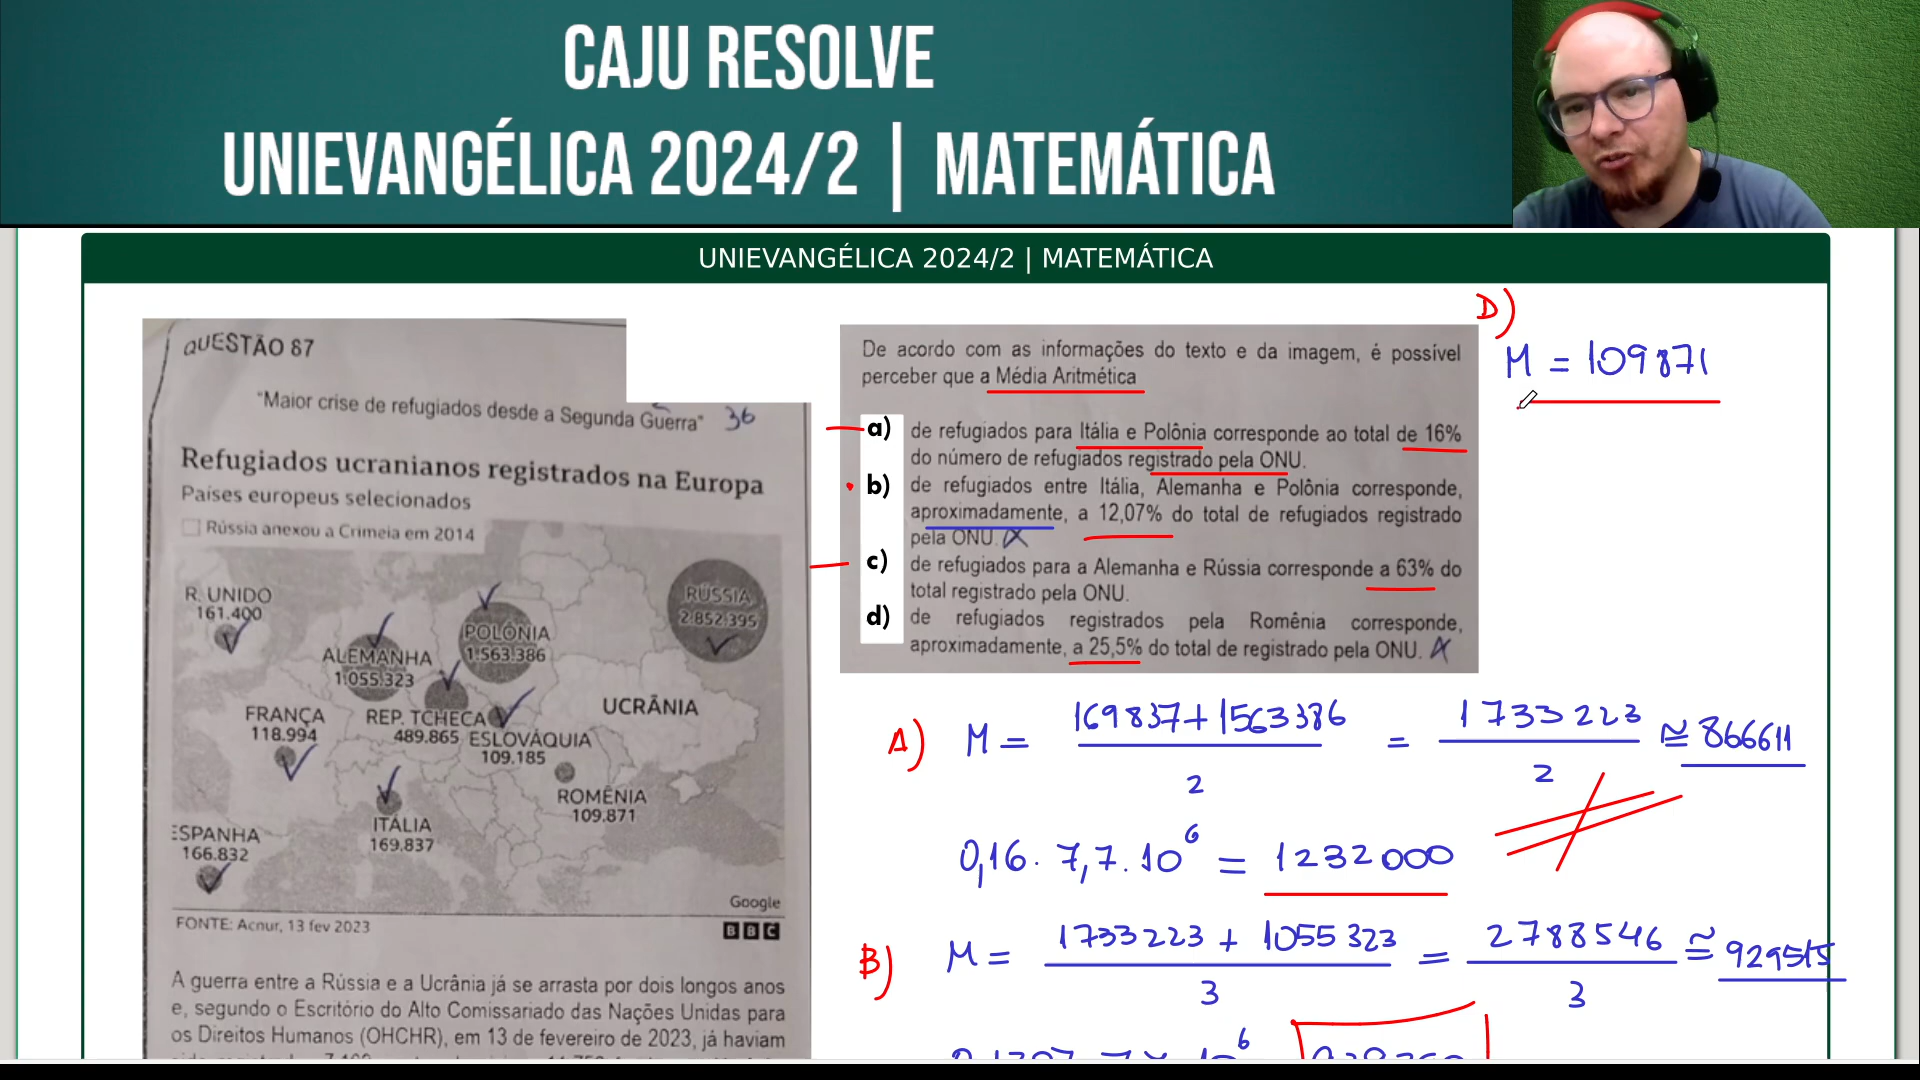 CAJU RESOLVE
UNIEVANGÉLICA 2024/2 | MATEMÁTICA
UNIEVANGÉLICA 2024/2 | MATEMÁTICA
QUESTÃO 87
"Maior crise de refugiados desde a Segunda Guerra" 36
Refugiados ucranianos registrados na Europa
Países europeus selecionados
Rússia anexou a Crimeia em 2014
R. UNIDO
161.400
RÚSSIA
2.852.395
POLÔNIA
1.563.386
ALEMANHA
1.055.323
UCRÂNIA
FRANÇA
118.994
REP. TCHECA
489.865
ESLOVÁQUIA
109.185
ROMÊNIA
109.871
ITÁLIA
169.837
ESPANHA
166.832
Google
FONTE: Acnur, 13 fev 2023
BBC
A guerra entre a Rússia e a Ucrânia já se arrasta por dois longos anos
e, segundo o Escritório do Alto Comissariado das Nações Unidas para
os Direitos Humanos (OHCHR), em 13 de fevereiro de 2023, já haviam
De acordo com as informações do texto e da imagem, é possível
perceber que a Média Aritmética
a) de refugiados para Itália e Polônia corresponde ao total de 16%
do número de refugiados registrado pela ONU.
b) de refugiados entre Itália, Alemanha e Polônia corresponde,
aproximadamente, a 12,07% do total de refugiados registrado
pela ONU.
c) de refugiados para a Alemanha e Rússia corresponde a 63% do
total registrado pela ONU.
d) de refugiados registrados pela Romênia corresponde,
aproximadamente, a 25,5% do total de registrado pela ONU.
D)
M = 109871
A) M = 169837+1563386 / 2 = 1733223 / 2 ≅ 866611
0,16 . 7,7 . 10^6 = 1232000
B) M = 1733223 + 1055323 / 3 = 2788546 / 3 ≅ 929515